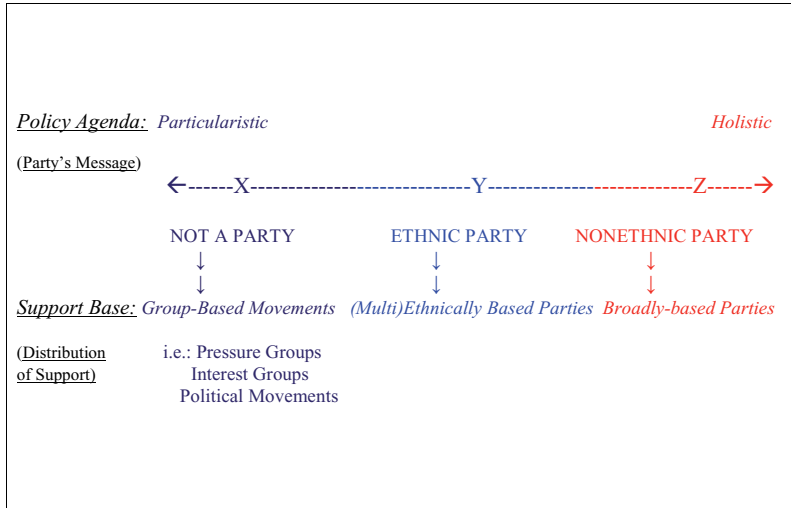 Policy Agenda: Particularistic Holistic
(Party's Message)
←------X----------------------------------Y--------------------------------Z------→
NOT A PARTY ETHNIC PARTY NONETHNIC PARTY
↓ ↓ ↓
↓ ↓ ↓
Support Base: Group-Based Movements (Multi)Ethnically Based Parties Broadly-based Parties
(Distribution i.e.: Pressure Groups
of Support) Interest Groups
Political Movements